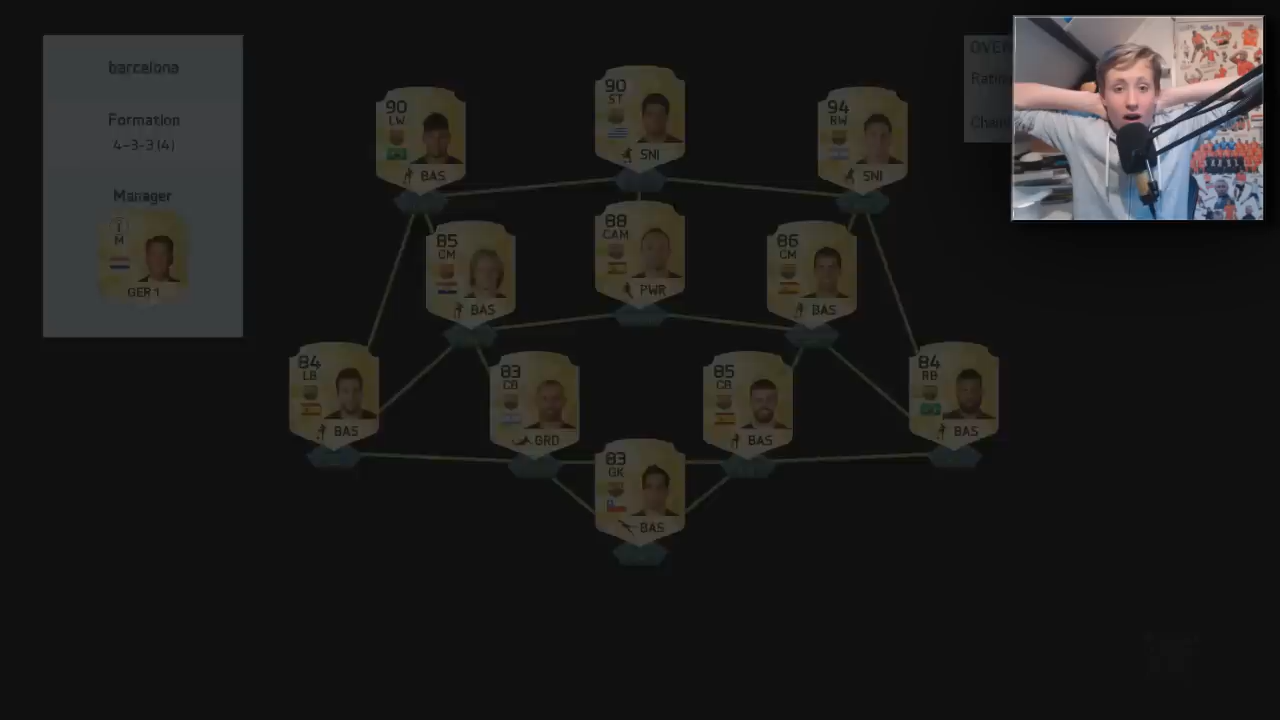 barcelona
Formation
4-3-3 (4)
Manager
M
GER 1
90
LW
BAS
90
ST
SNI
94
RW
SNI
85
CM
BAS
88
CAM
PWR
86
CM
BAS
84
LB
BAS
83
CB
GRD
85
CB
BAS
84
RB
BAS
83
GK
BAS